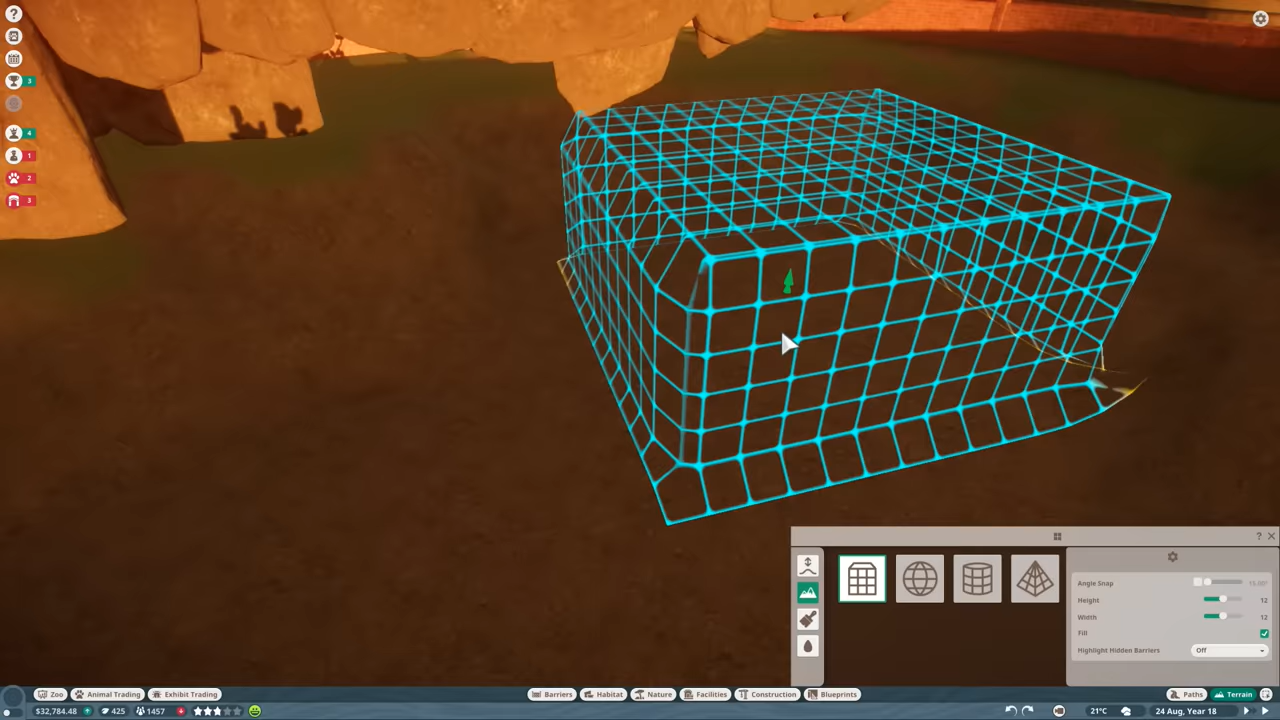 ?
3
4
1
2
3
?
Angle Snap
Height 12
Width 12
Fill
Highlight Hidden Barriers Off
Zoo Animal Trading Exhibit Trading Barriers Habitat Nature Facilities Construction Blueprints Paths Terrain
$32,784.48 425 1457 21°C 24 Aug, Year 18